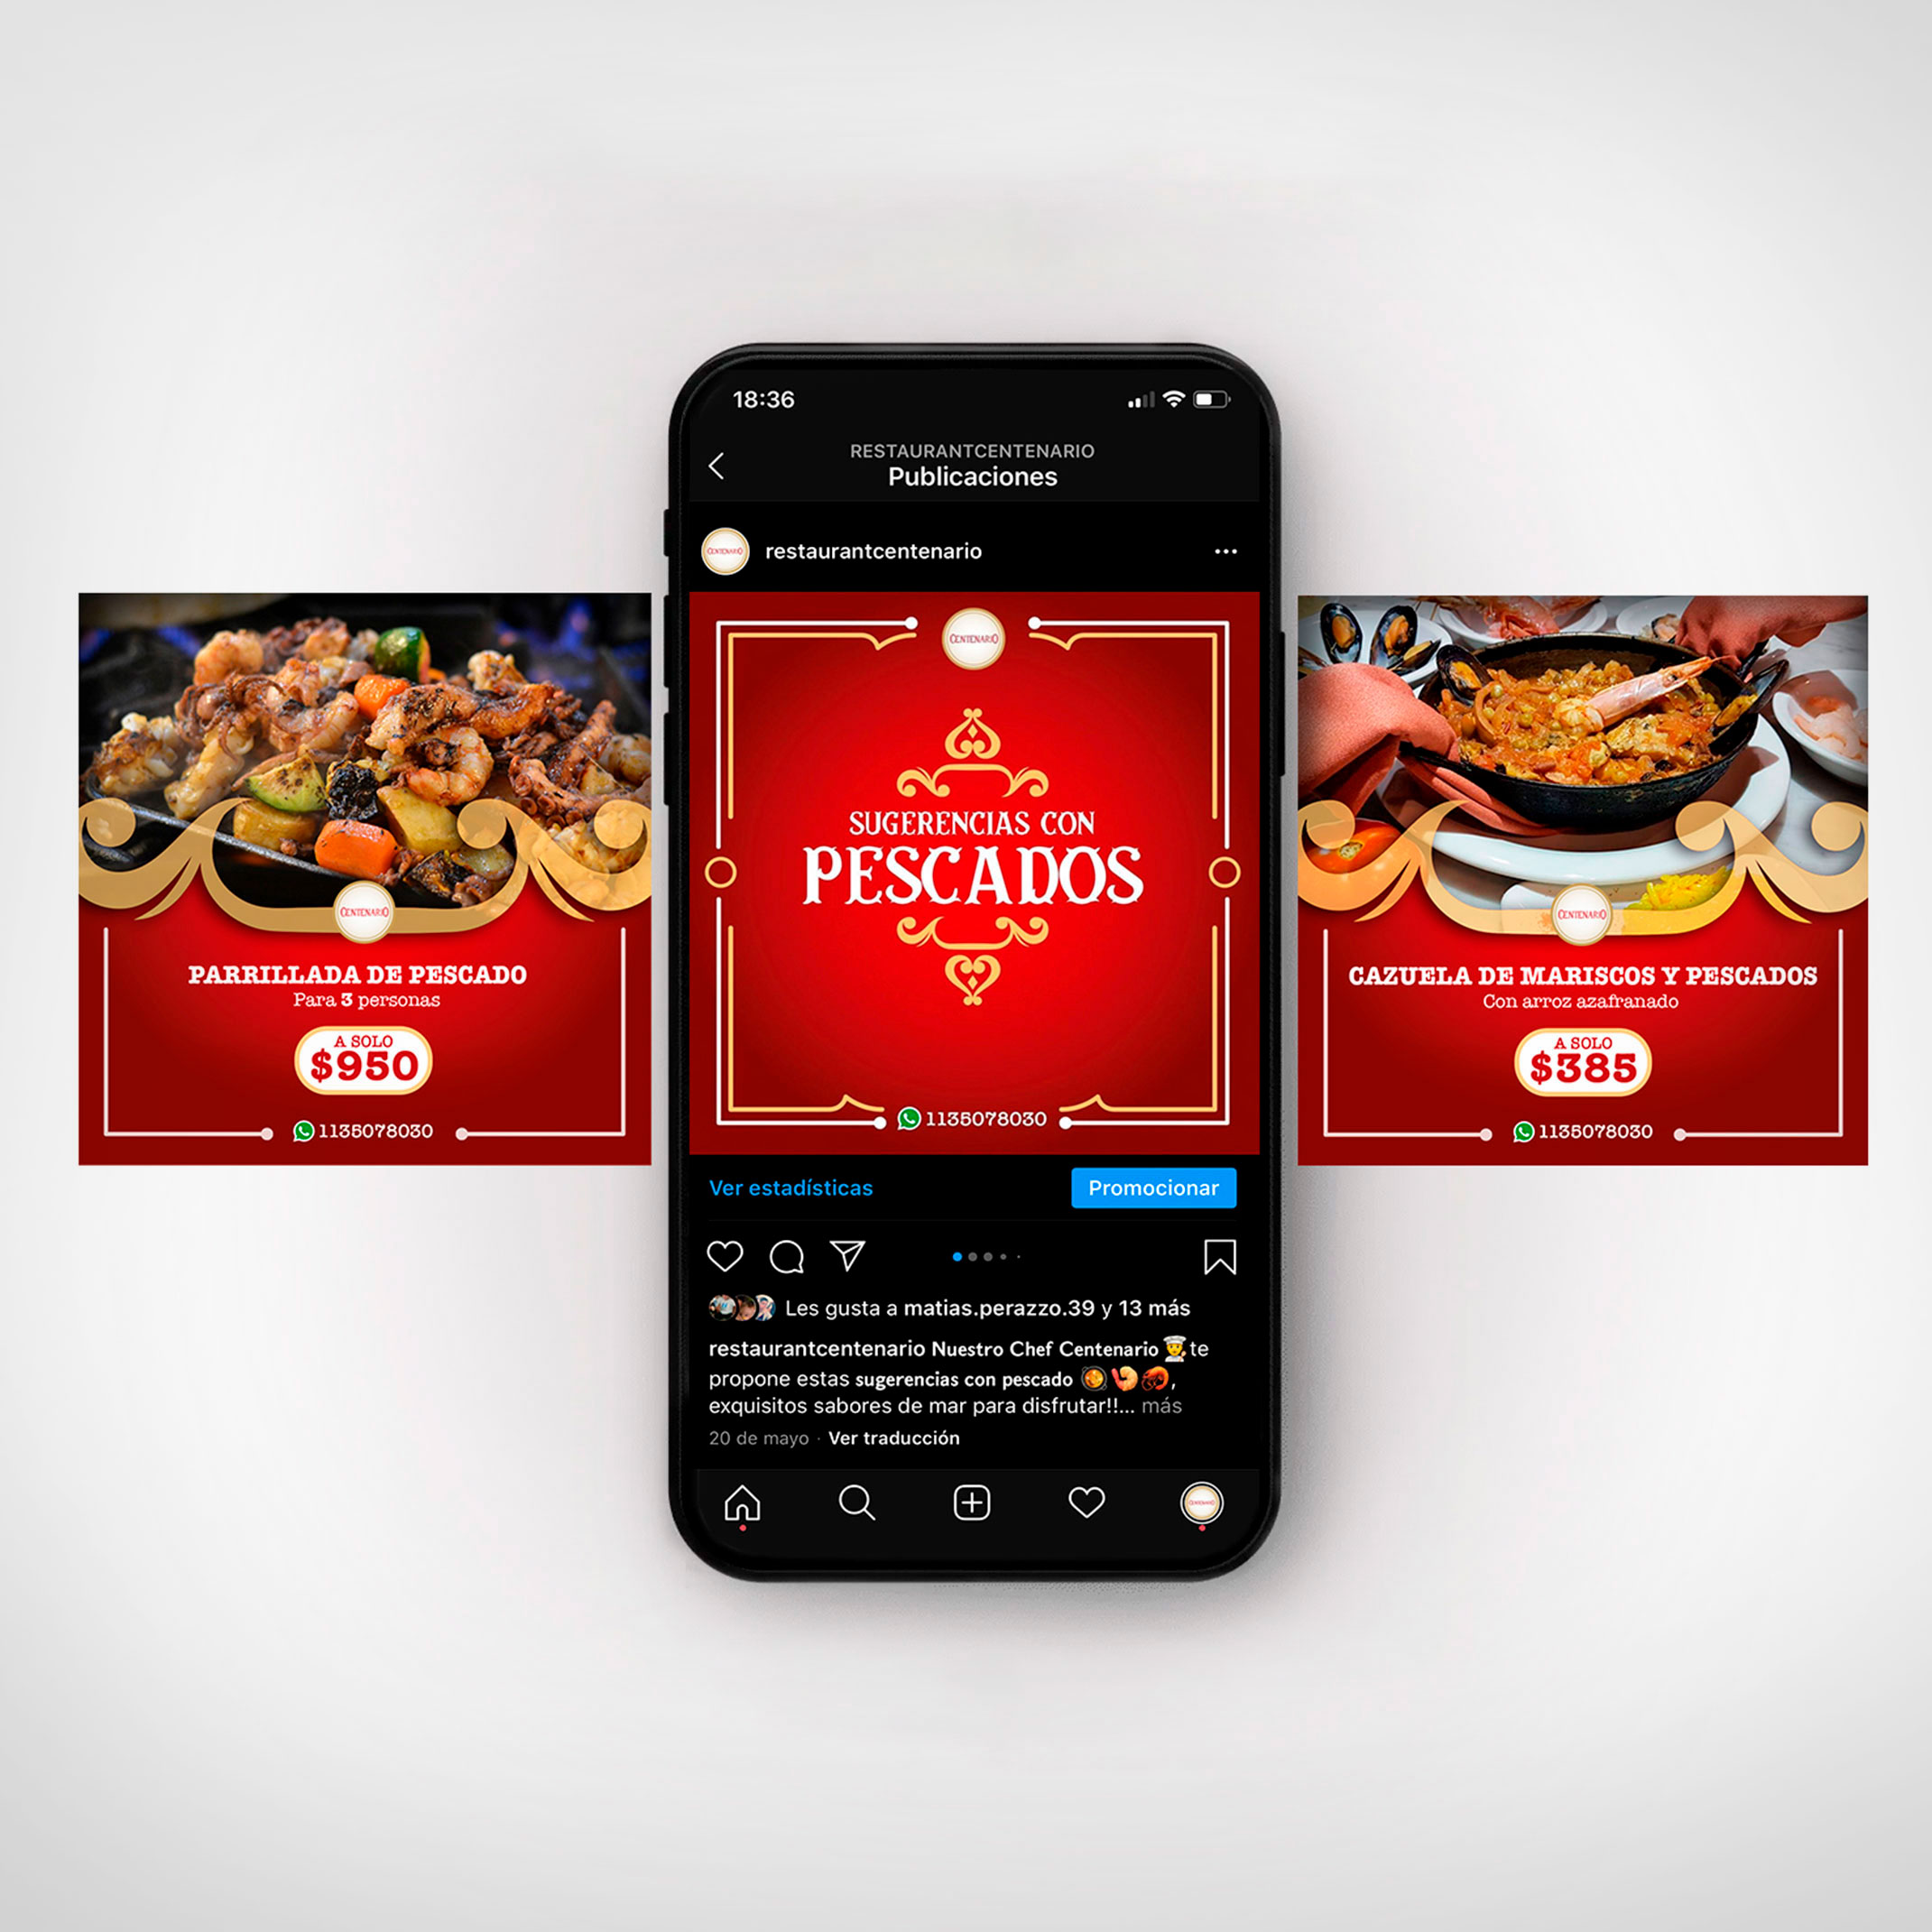 18:36
RESTAURANTCENTENARIO
Publicaciones
CENTENARIO
restaurantcentenario
CENTENARIO
SUGERENCIAS CON
PESCADOS
1135078030
CENTENARIO
PARRILLADA DE PESCADO
Para 3 personas
A SOLO
$950
1135078030
CENTENARIO
CAZUELA DE MARISCOS Y PESCADOS
Con arroz azafranado
A SOLO
$385
1135078030
Ver estadísticas
Promocionar
Les gusta a matias.perazzo.39 y 13 más
restaurantcentenario Nuestro Chef Centenario 👨‍🍳te
propone estas sugerencias con pescado 🥘🍤🦐,
exquisitos sabores de mar para disfrutar!!... más
20 de mayo · Ver traducción
CENTENARIO